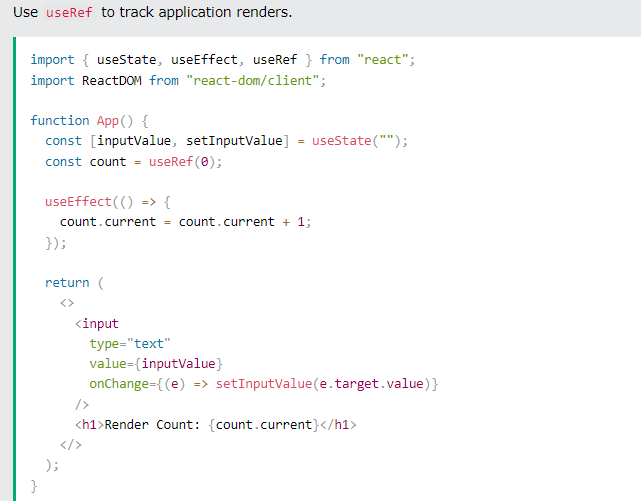 Use useRef to track application renders.
import { useState, useEffect, useRef } from "react";
import ReactDOM from "react-dom/client";
function App() {
const [inputValue, setInputValue] = useState("");
const count = useRef(0);
useEffect(() => {
count.current = count.current + 1;
});
return (
<>
<input
type="text"
value={inputValue}
onChange={(e) => setInputValue(e.target.value)}
/>
<h1>Render Count: {count.current}</h1>
</>
);
}